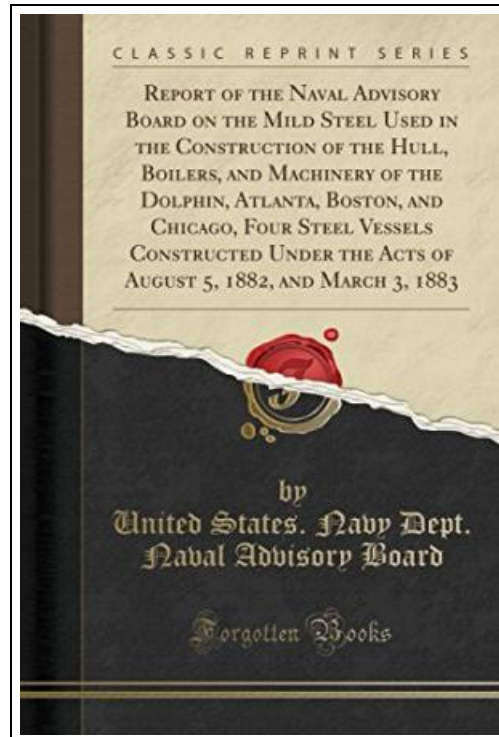 CLASSIC REPRINT SERIES
REPORT OF THE NAVAL ADVISORY
BOARD ON THE MILD STEEL USED IN
THE CONSTRUCTION OF THE HULL,
BOILERS, AND MACHINERY OF THE
DOLPHIN, ATLANTA, BOSTON, AND
CHICAGO, FOUR STEEL VESSELS
CONSTRUCTED UNDER THE ACTS OF
AUGUST 5, 1882, AND MARCH 3, 1883
by
United States. Navy Dept.
Naval Advisory Board
Forgotten Books